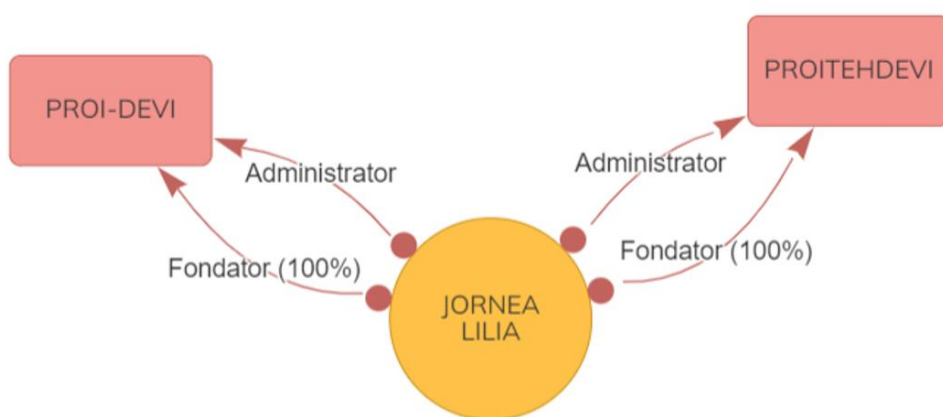 PROITEHDEVI
PROI-DEVI
Administrator
Administrator
Fondator (100%)
Fondator (100%)
JORNEA
LILIA